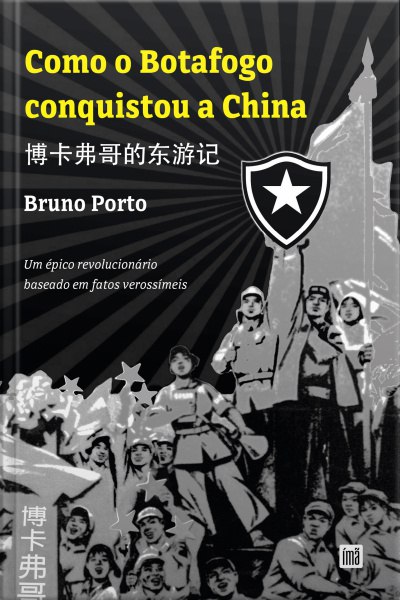 Como o Botafogo
conquistou a China
博卡弗哥的东游记
Bruno Porto
Um épico revolucionário
baseado em fatos verossímeis
博卡弗哥
ímã